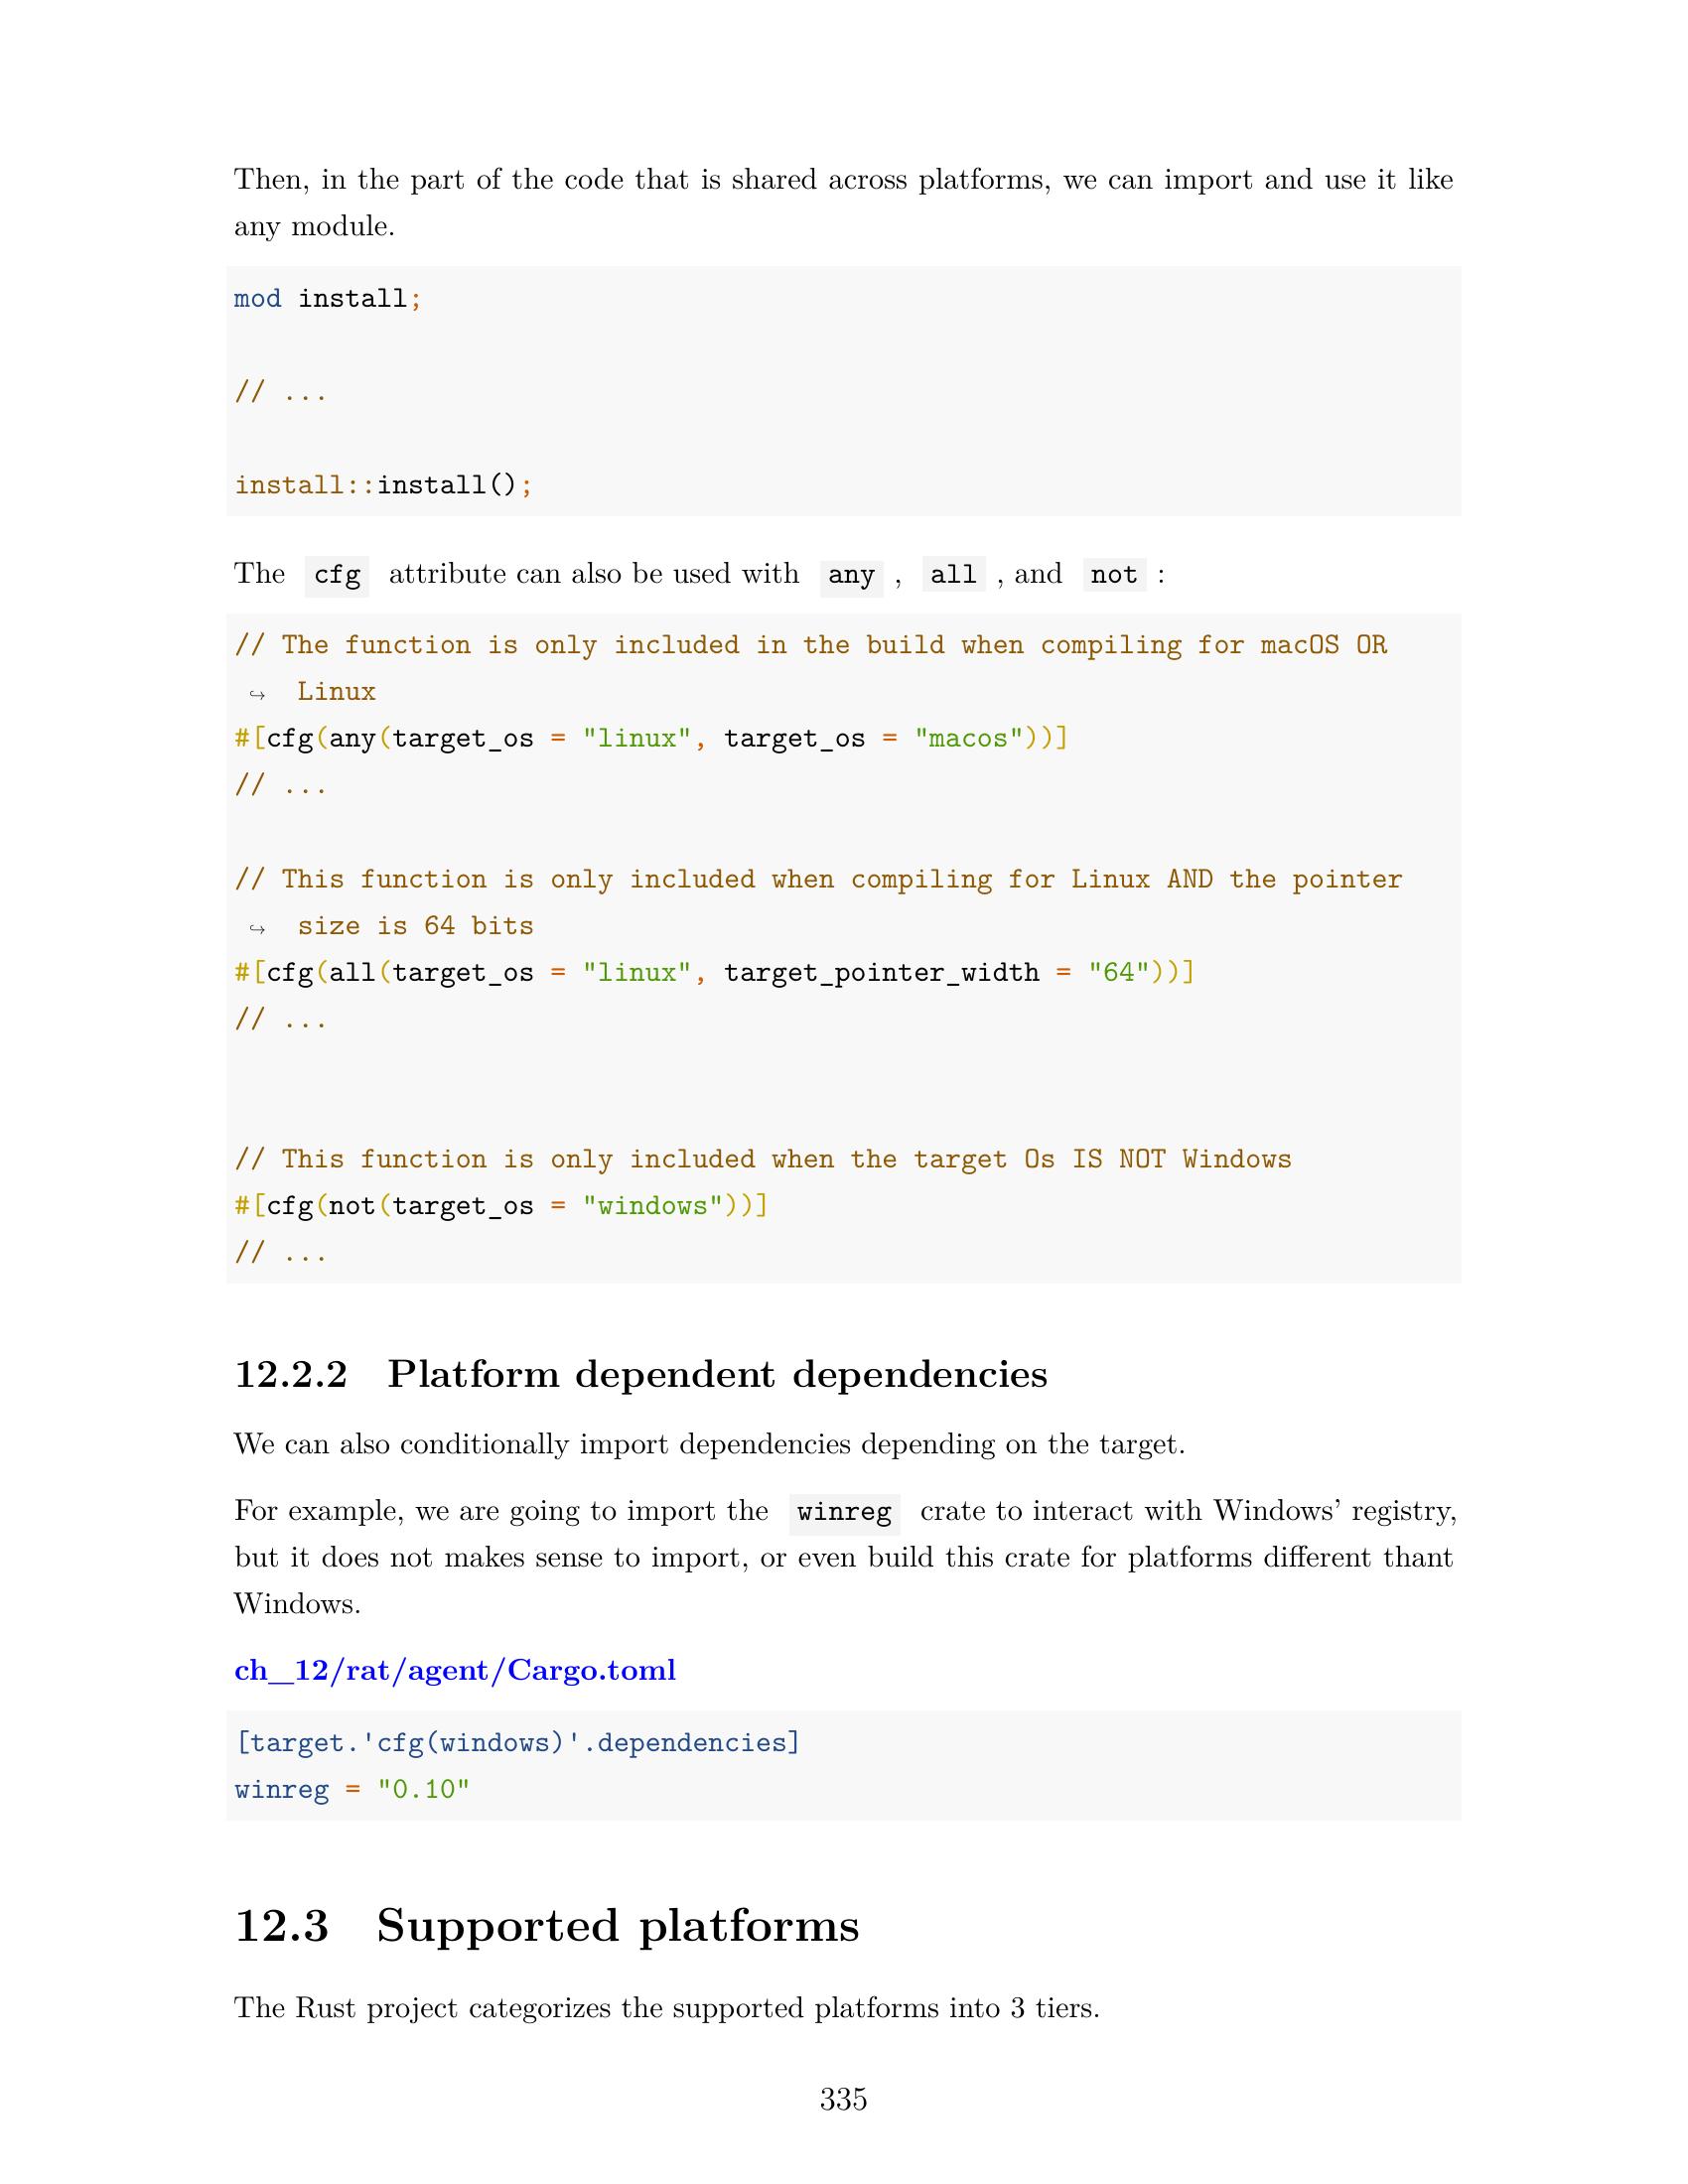 Then, in the part of the code that is shared across platforms, we can import and use it like
any module.
mod install;
// ...
install::install();
The cfg attribute can also be used with any , all , and not :
// The function is only included in the build when compiling for macOS OR
↪ Linux
#[cfg(any(target_os = "linux", target_os = "macos"))]
// ...
// This function is only included when compiling for Linux AND the pointer
↪ size is 64 bits
#[cfg(all(target_os = "linux", target_pointer_width = "64"))]
// ...
// This function is only included when the target Os IS NOT Windows
#[cfg(not(target_os = "windows"))]
// ...
12.2.2 Platform dependent dependencies
We can also conditionally import dependencies depending on the target.
For example, we are going to import the winreg crate to interact with Windows’ registry,
but it does not makes sense to import, or even build this crate for platforms different thant
Windows.
ch_12/rat/agent/Cargo.toml
[target.'cfg(windows)'.dependencies]
winreg = "0.10"
12.3 Supported platforms
The Rust project categorizes the supported platforms into 3 tiers.
335